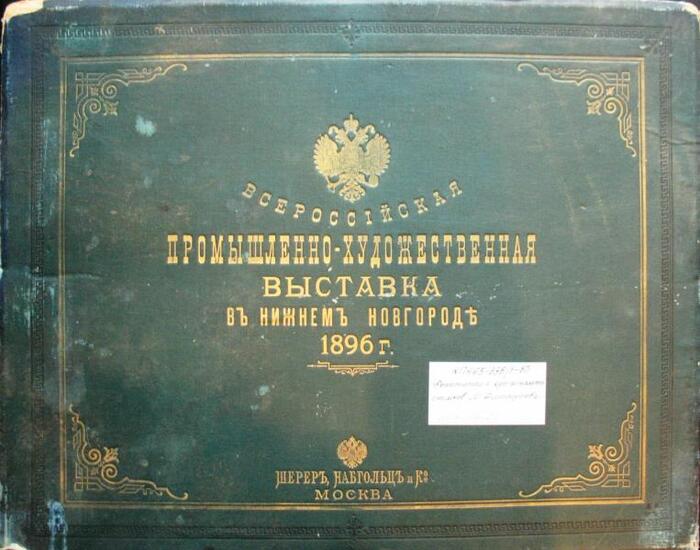 ВСЕРОССІЙСКАЯ
ПРОМЫШЛЕННО-ХУДОЖЕСТВЕННАЯ
ВЫСТАВКА
ВЪ НИЖНЕМЪ НОВГОРОДѢ
1896 г.
ШЕРЕРЪ, НАБГОЛЬЦЪ и Ко.
МОСКВА